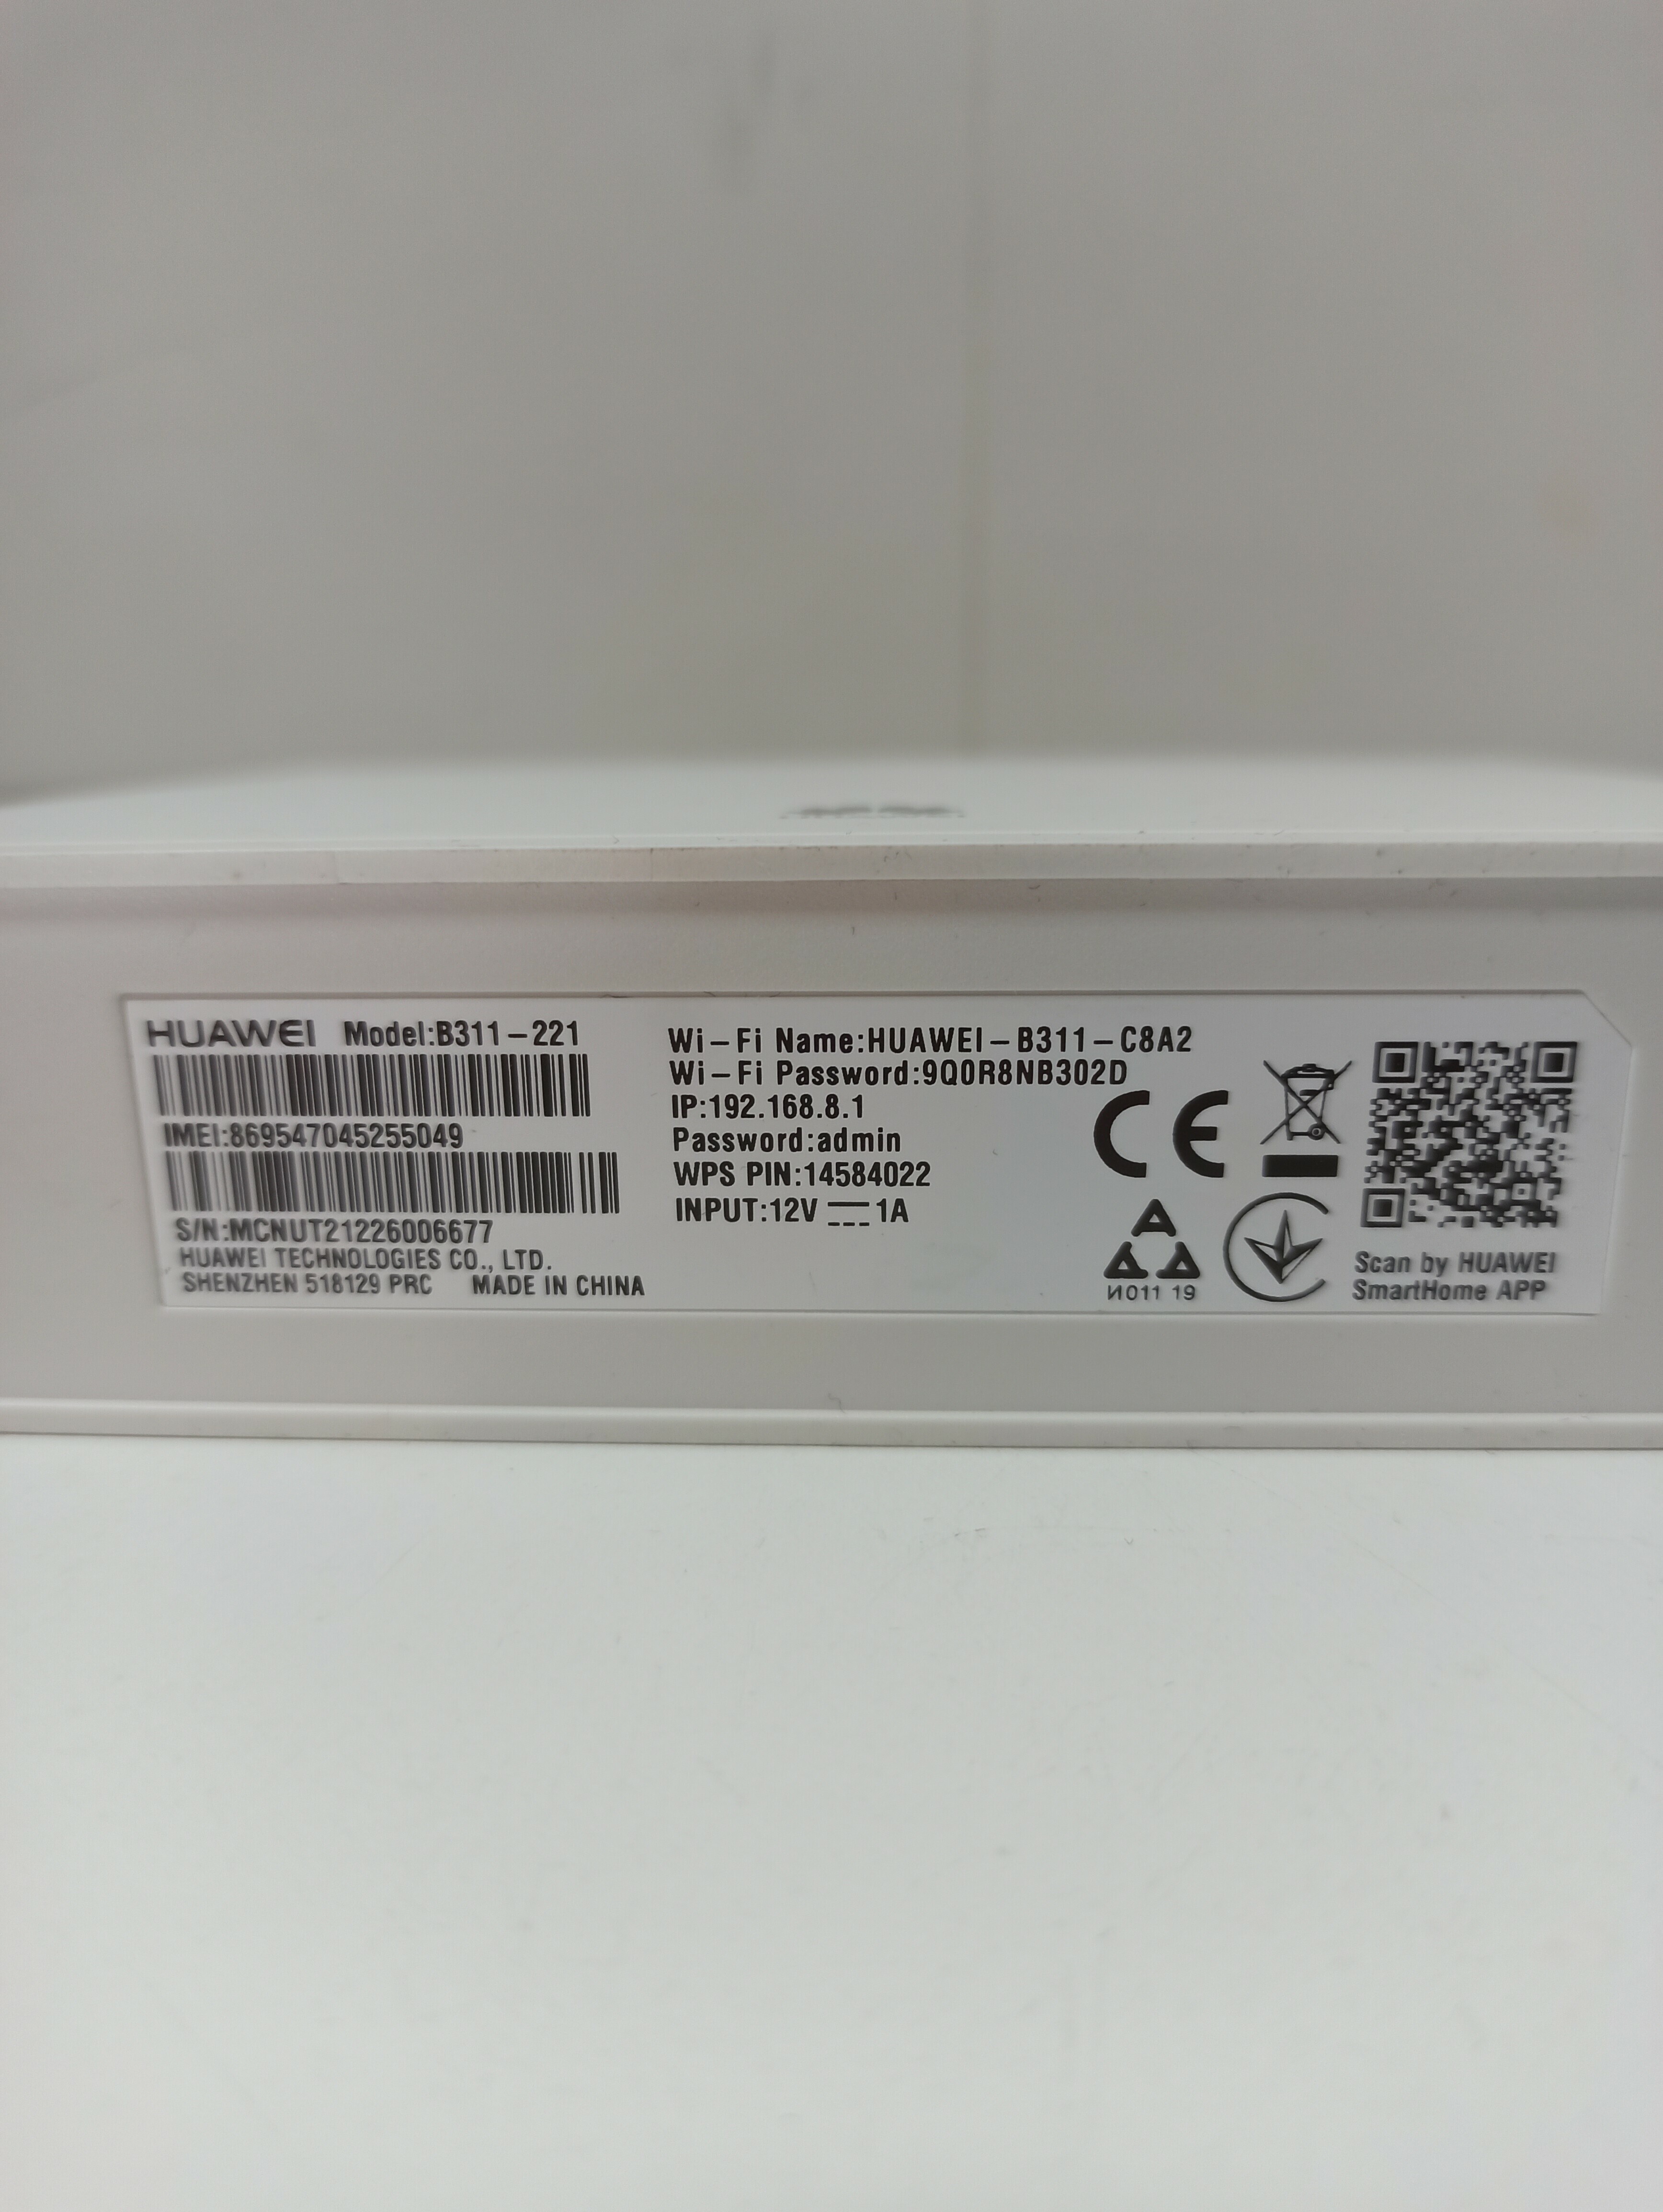 HUAWEI Model:B311-221
IMEI:869547045255049
S/N:MCNUT21226006677
HUAWEI TECHNOLOGIES CO., LTD.
SHENZHEN 518129 PRC MADE IN CHINA
Wi-Fi Name:HUAWEI-B311-C8A2
Wi-Fi Password:9Q0R8NB302D
IP:192.168.8.1
Password:admin
WPS PIN:14584022
INPUT:12V ⎓ 1A
CE
И011 19
Scan by HUAWEI
SmartHome APP